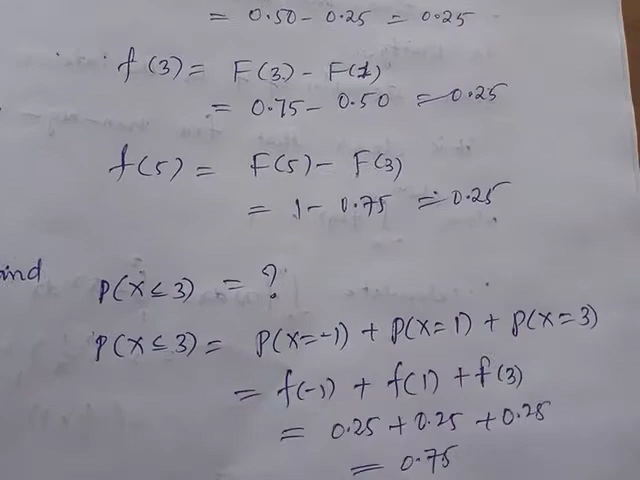 = 0.50 - 0.25 = 0.25
f(3) = F(3) - F(1)
= 0.75 - 0.50 = 0.25
f(5) = F(5) - F(3)
= 1 - 0.75 = 0.25
ind P(X ≤ 3) = ?
P(X ≤ 3) = P(X=-1) + P(X=1) + P(X=3)
= f(-1) + f(1) + f(3)
= 0.25 + 0.25 + 0.25
= 0.75